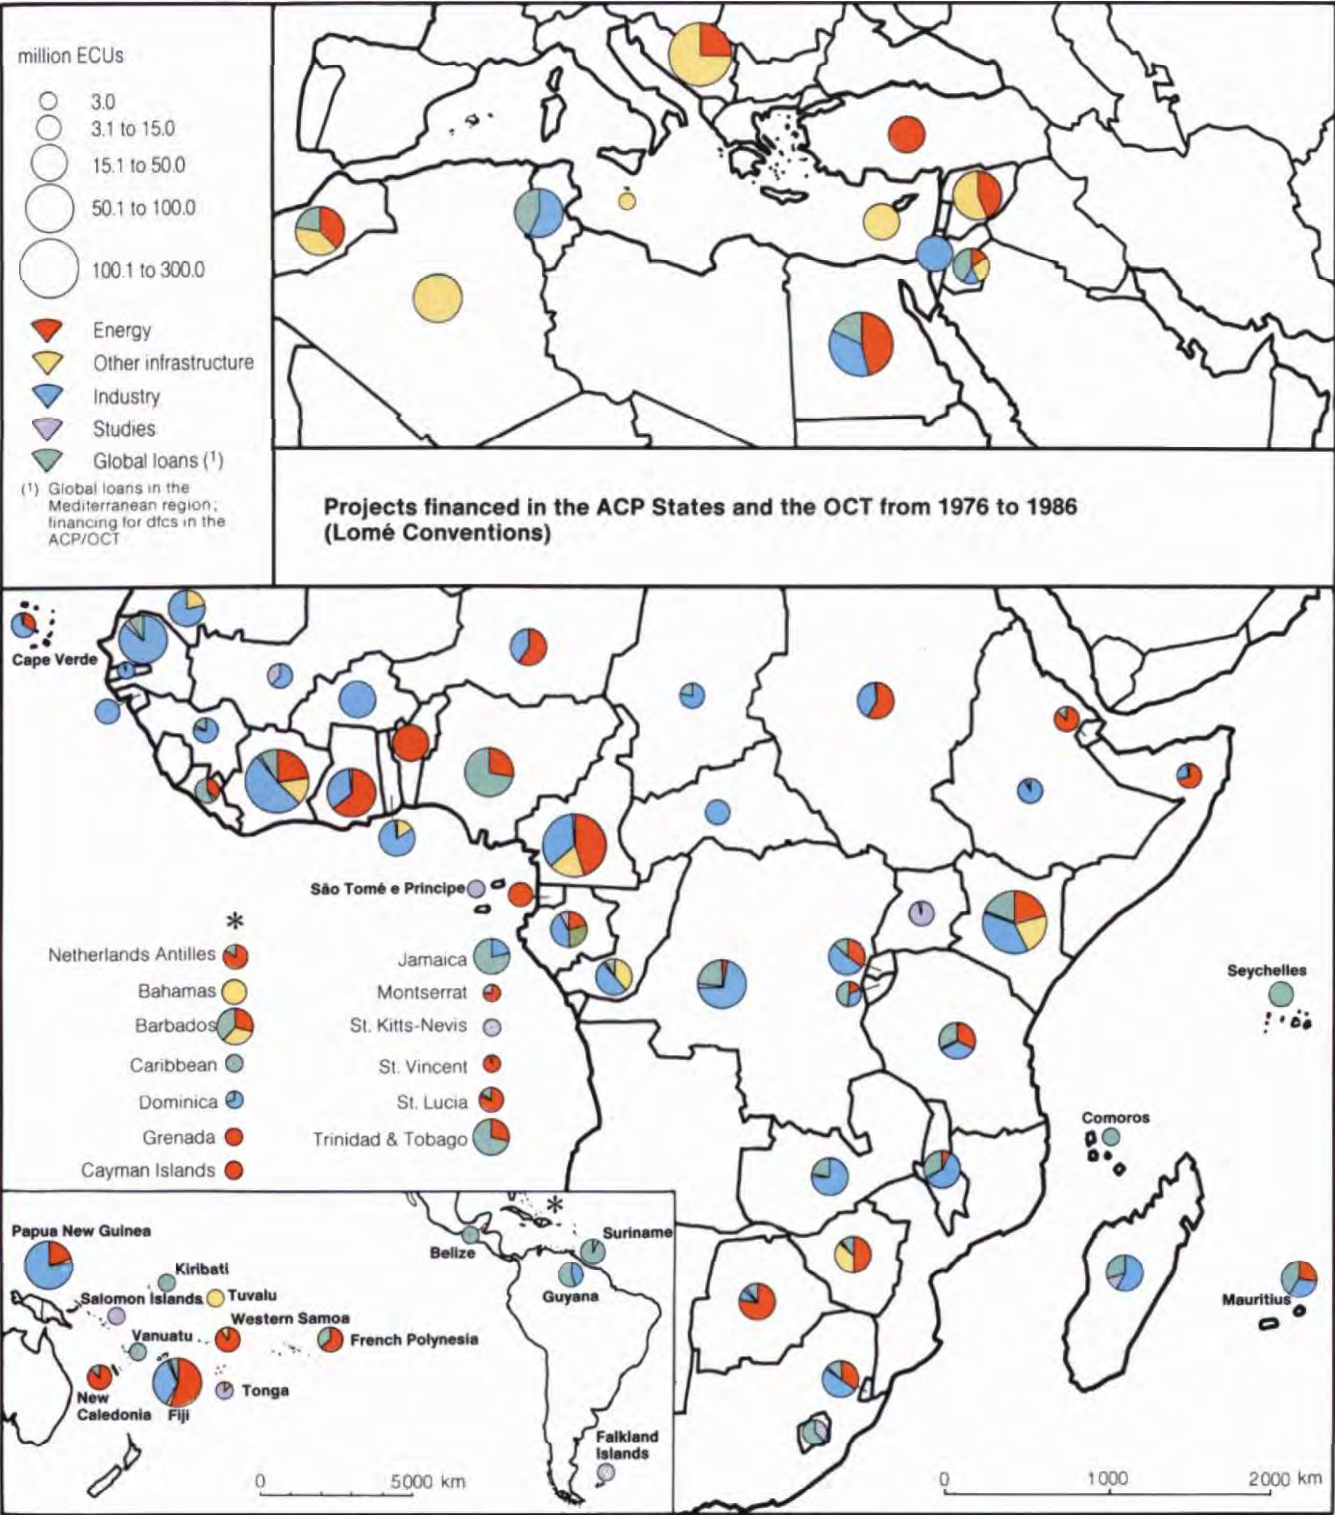 million ECUs
3.0
3.1 to 15.0
15.1 to 50.0
50.1 to 100.0
100.1 to 300.0
Energy
Other infrastructure
Industry
Studies
Global loans (1)
(1) Global loans in the
Mediterranean region;
financing for dfcs in the
ACP/OCT
Projects financed in the ACP States and the OCT from 1976 to 1986
(Lomé Conventions)
Cape Verde
São Tomé e Principe
*
Netherlands Antilles
Bahamas
Barbados
Caribbean
Dominica
Grenada
Cayman Islands
Jamaica
Montserrat
St. Kitts-Nevis
St. Vincent
St. Lucia
Trinidad & Tobago
Seychelles
Comoros
Mauritius
Papua New Guinea
Kiribati
Salomon Islands
Tuvalu
Western Samoa
Vanuatu
French Polynesia
New
Caledonia
Fiji
Tonga
*
Belize
Suriname
Guyana
Falkland
Islands
0 5000 km
0 1000 2000 km